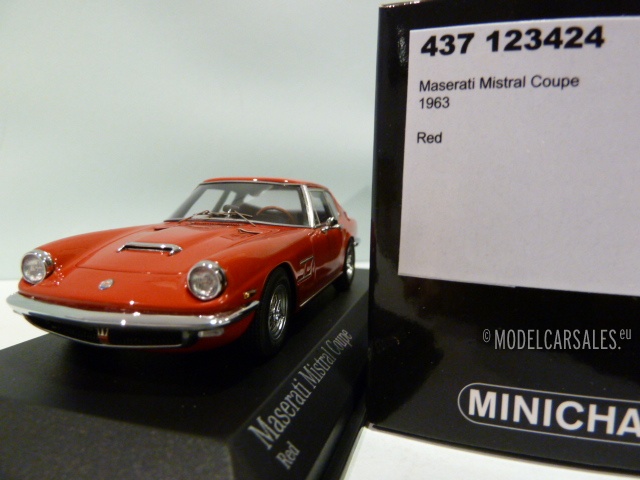 437 123424
Maserati Mistral Coupe
1963
Red
© MODELCARSALES.eu
MINICHA
Maserati Mistral Coupe
Red